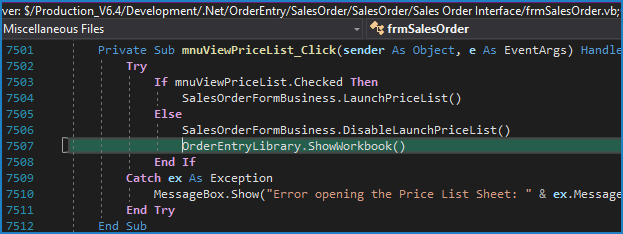 ver: $/Production_V6.4/Development/.Net/OrderEntry/SalesOrder/SalesOrder/Sales Order Interface/frmSalesOrder.vb;
Miscellaneous Files frmSalesOrder
7501 Private Sub mnuViewPriceList_Click(sender As Object, e As EventArgs) Handle
7502 Try
7503 If mnuViewPriceList.Checked Then
7504 SalesOrderFormBusiness.LaunchPriceList()
7505 Else
7506 SalesOrderFormBusiness.DisableLaunchPriceList()
7507 OrderEntryLibrary.ShowWorkbook()
7508 End If
7509 Catch ex As Exception
7510 MessageBox.Show("Error opening the Price List Sheet: " & ex.Message
7511 End Try
7512 End Sub